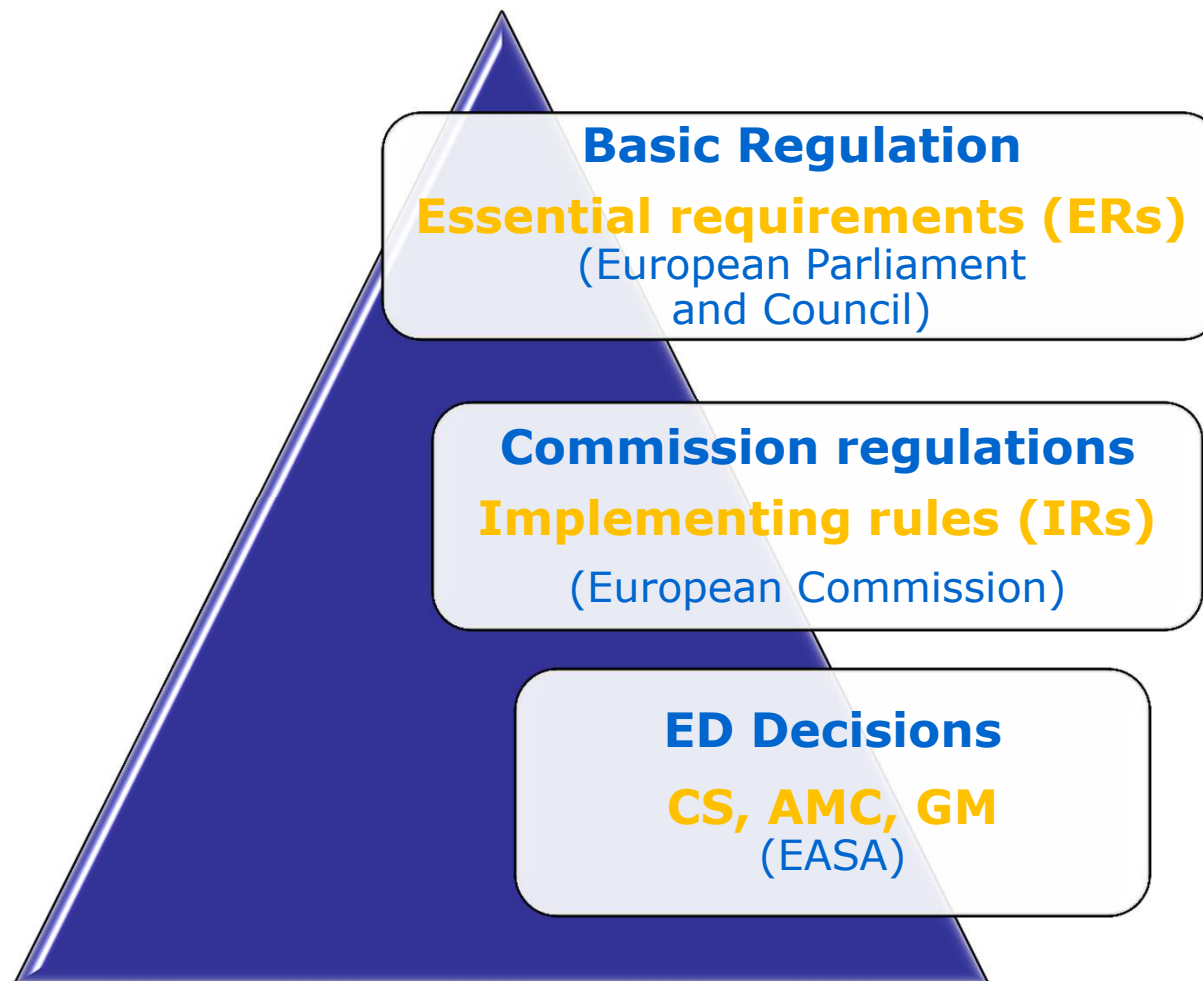 Basic Regulation
Essential requirements (ERs)
(European Parliament
and Council)
Commission regulations
Implementing rules (IRs)
(European Commission)
ED Decisions
CS, AMC, GM
(EASA)